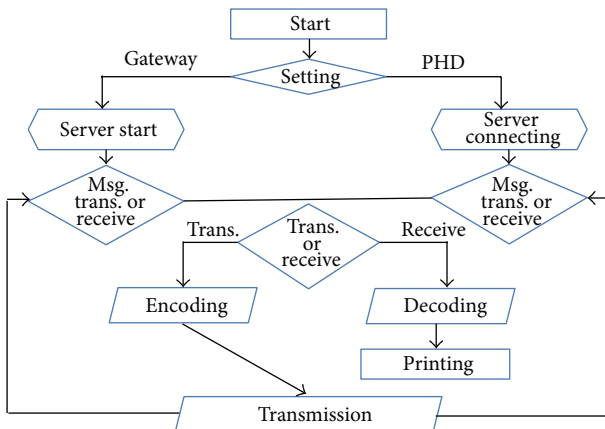 Start
Gateway
Setting
PHD
Server start
Server
connecting
Msg.
trans. or
receive
Msg.
trans. or
receive
Trans.
Trans.
or
receive
Receive
Encoding
Decoding
Printing
Transmission